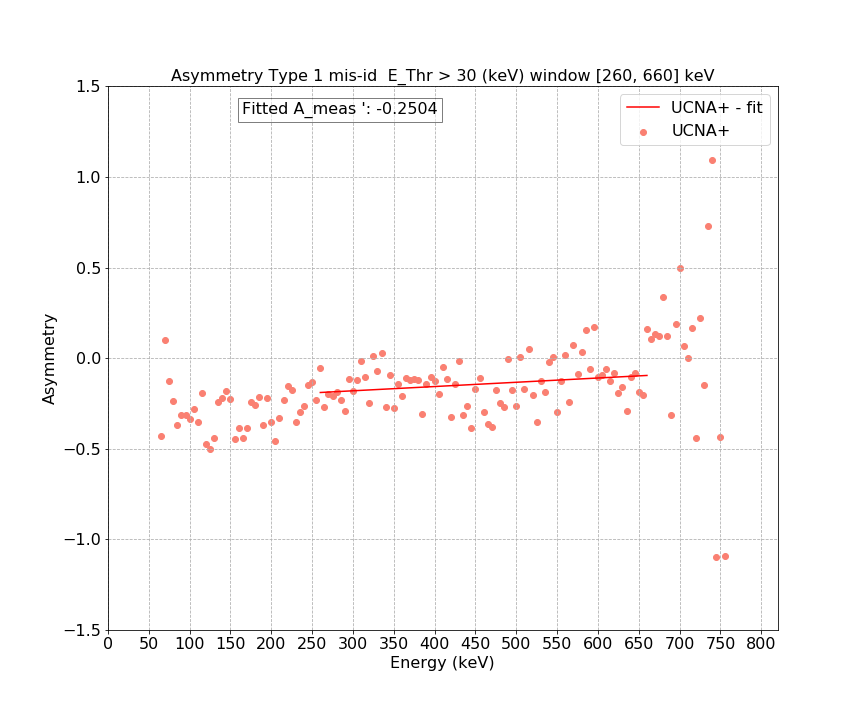 Asymmetry Type 1 mis-id  E_Thr > 30 (keV) window [260, 660] keV
Fitted A_meas ': -0.2504
UCNA+ - fit
UCNA+
Asymmetry
1.5
1.0
0.5
0.0
−0.5
−1.0
−1.5
0 50 100 150 200 250 300 350 400 450 500 550 600 650 700 750 800
Energy (keV)